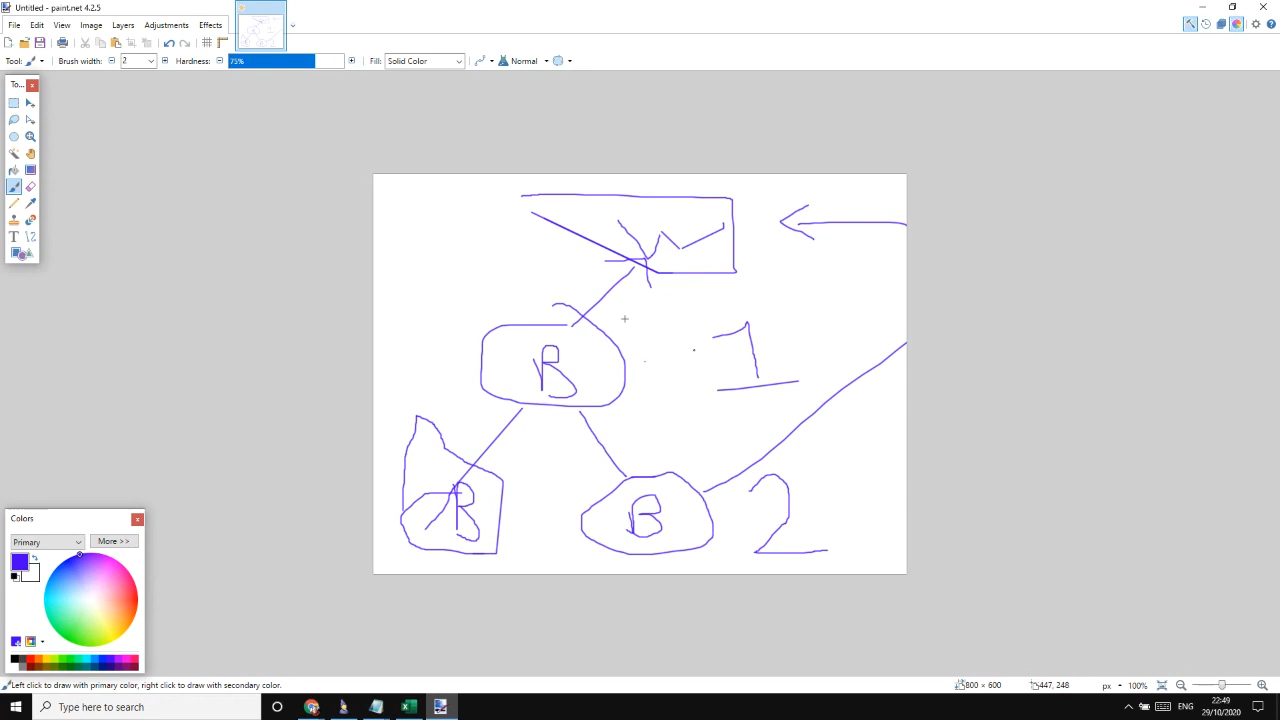 Untitled - paint.net 4.2.5
File Edit View Image Layers Adjustments Effects
Tool: Brush width: 2 Hardness: 75% Fill: Solid Color Normal
To...
B
1
B
B
2
Colors
Primary More >>
Left click to draw with primary color, right click to draw with secondary color.
800 × 600 447, 248 px 100%
Type here to search
ENG
22:49
29/10/2020